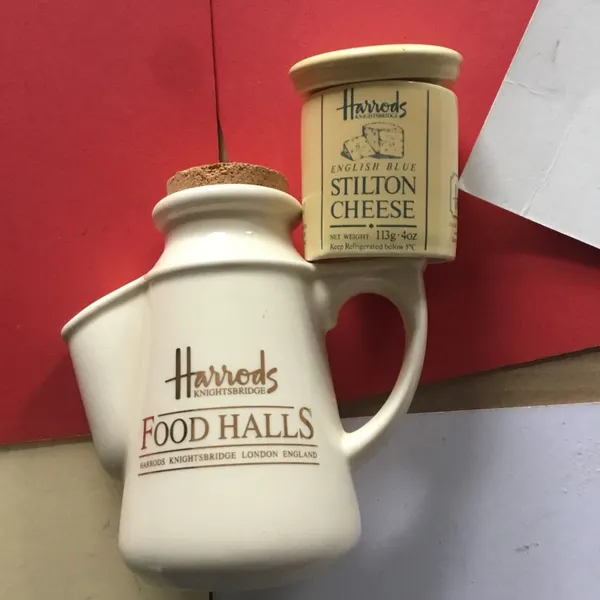 Harrods
KNIGHTSBRIDGE
ENGLISH BLUE
STILTON
CHEESE
NET WEIGHT 113g·4oz
Keep Refrigerated below 5°C
Harrods
KNIGHTSBRIDGE
FOOD HALLS
HARRODS KNIGHTSBRIDGE LONDON ENGLAND